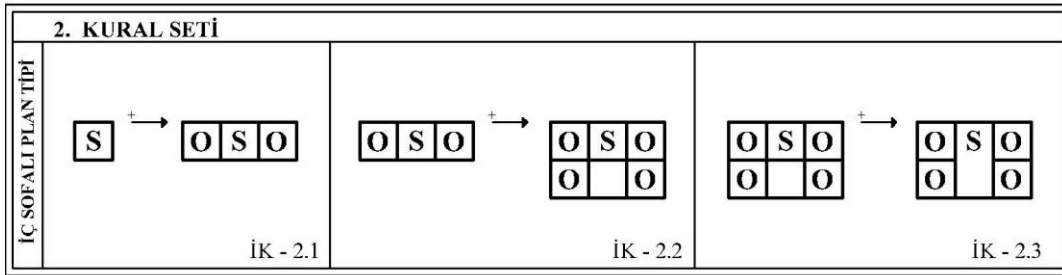 2. KURAL SETİ
İÇ SOFALI PLAN TİPİ
S + O S O
İK - 2.1
O S O + O S O
O O
İK - 2.2
O S O + O S O
O O O O
İK - 2.3